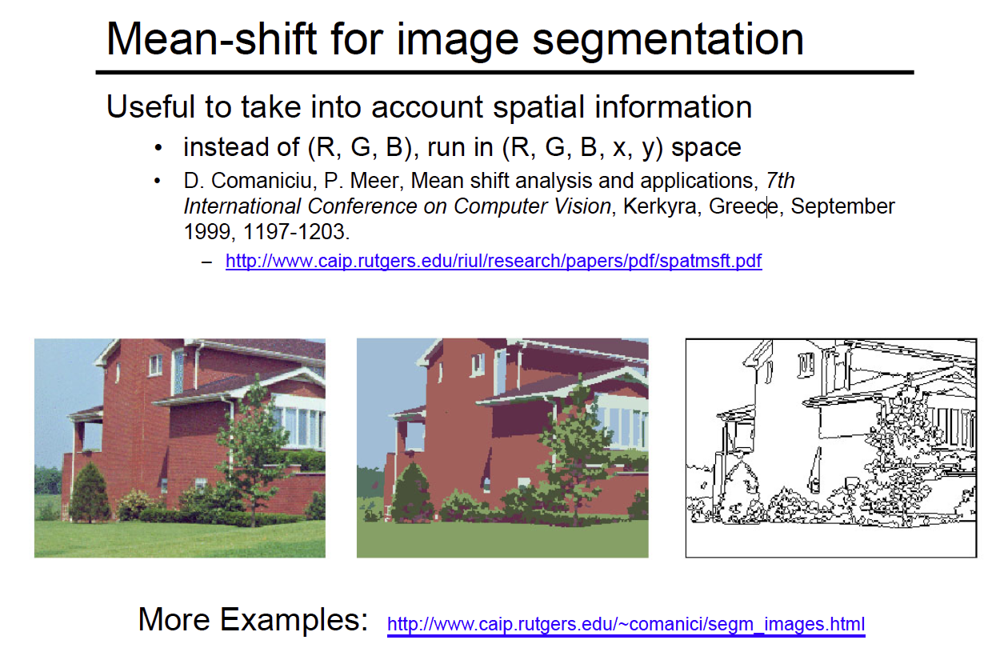 Mean-shift for image segmentation
Useful to take into account spatial information
• instead of (R, G, B), run in (R, G, B, x, y) space
• D. Comaniciu, P. Meer, Mean shift analysis and applications, 7th
International Conference on Computer Vision, Kerkyra, Greece, September
1999, 1197-1203.
– http://www.caip.rutgers.edu/riul/research/papers/pdf/spatmsft.pdf
More Examples: http://www.caip.rutgers.edu/~comanici/segm_images.html